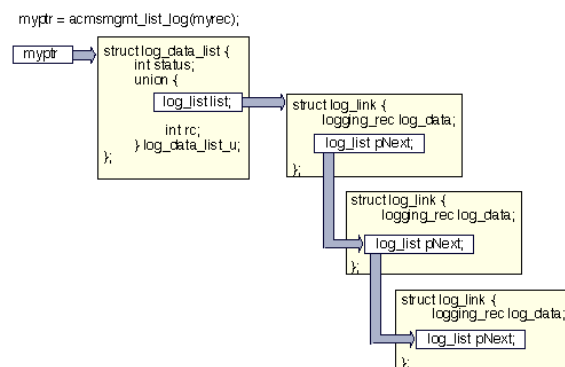 myptr = acmsmgmt_list_log(myrec);
myptr
struct log_data_list {
int status;
union {
log_list list;
int rc;
} log_data_list_u;
};
struct log_link {
logging_rec log_data;
log_list pNext;
};
struct log_link {
logging_rec log_data;
log_list pNext;
};
struct log_link {
logging_rec log_data;
log_list pNext;
};